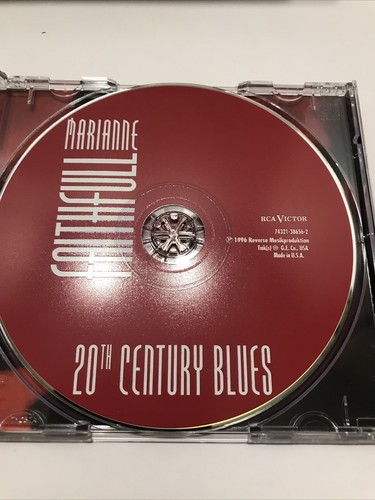 MARIANNE
FAITHFULL
RCA VICTOR
74321-38656-2
℗ 1996 Reverso Musikproduktion
Tmk(s) ® G.E. Co., USA
Made in U.S.A.
20TH CENTURY BLUES